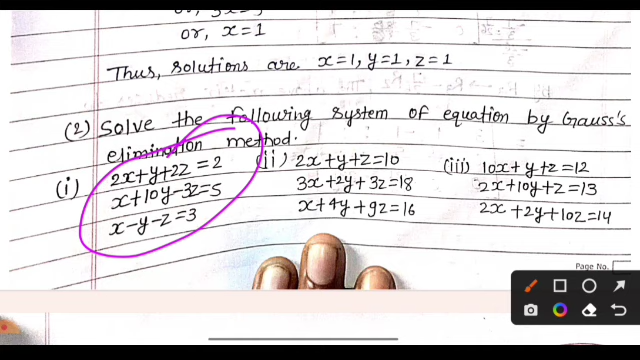 or, x=1
Thus, solutions are x=1, y=1, z=1
(2) Solve the following system of equation by Gauss's
elimination method.
(i) 2x+y+2z=2 (ii) 2x+y+z=10 (iii) 10x+y+z=12
x+10y-3z=5 3x+2y+3z=18 2x+10y+z=13
x-y-z=3 x+4y+9z=16 2x+2y+10z=14
Page No.